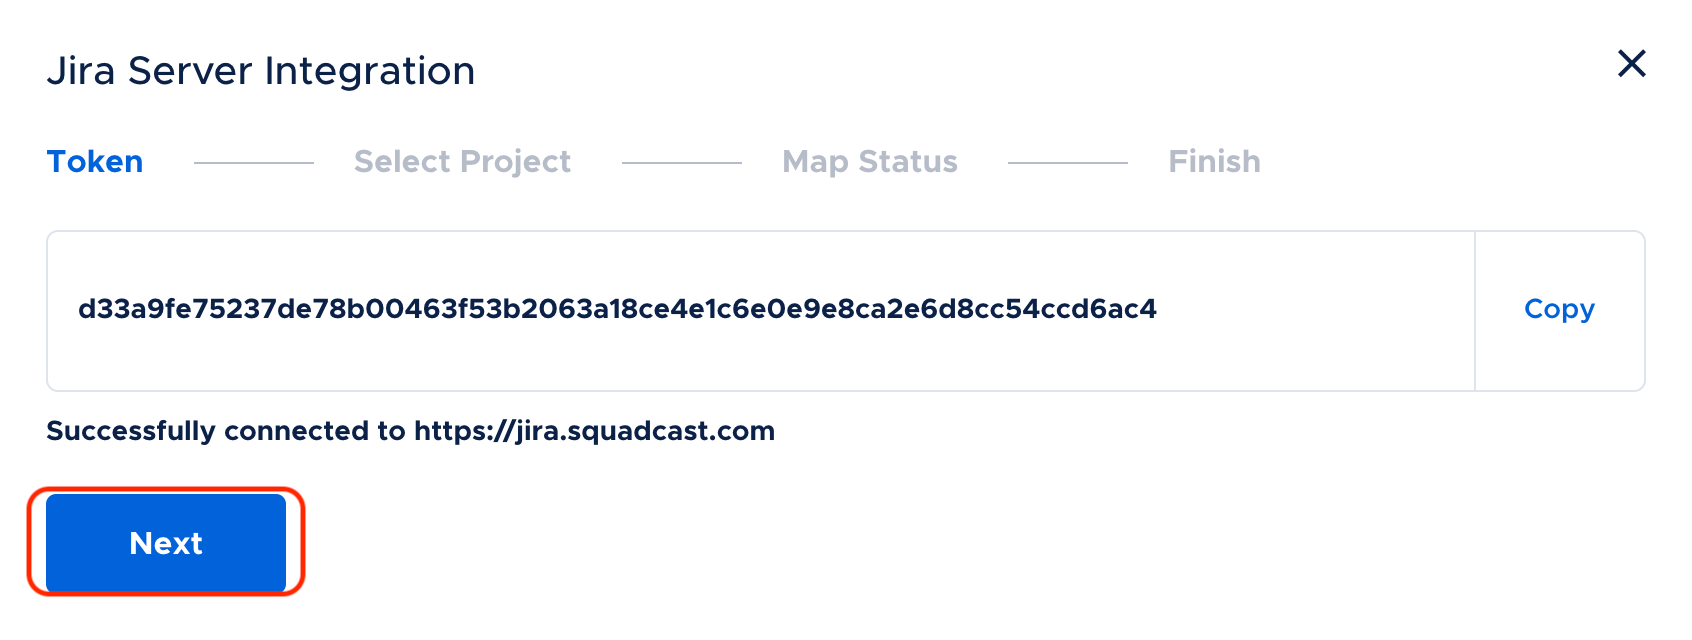 Jira Server Integration
Token Select Project Map Status Finish
d33a9fe75237de78b00463f53b2063a18ce4e1c6e0e9e8ca2e6d8cc54ccd6ac4 Copy
Successfully connected to https://jira.squadcast.com
Next